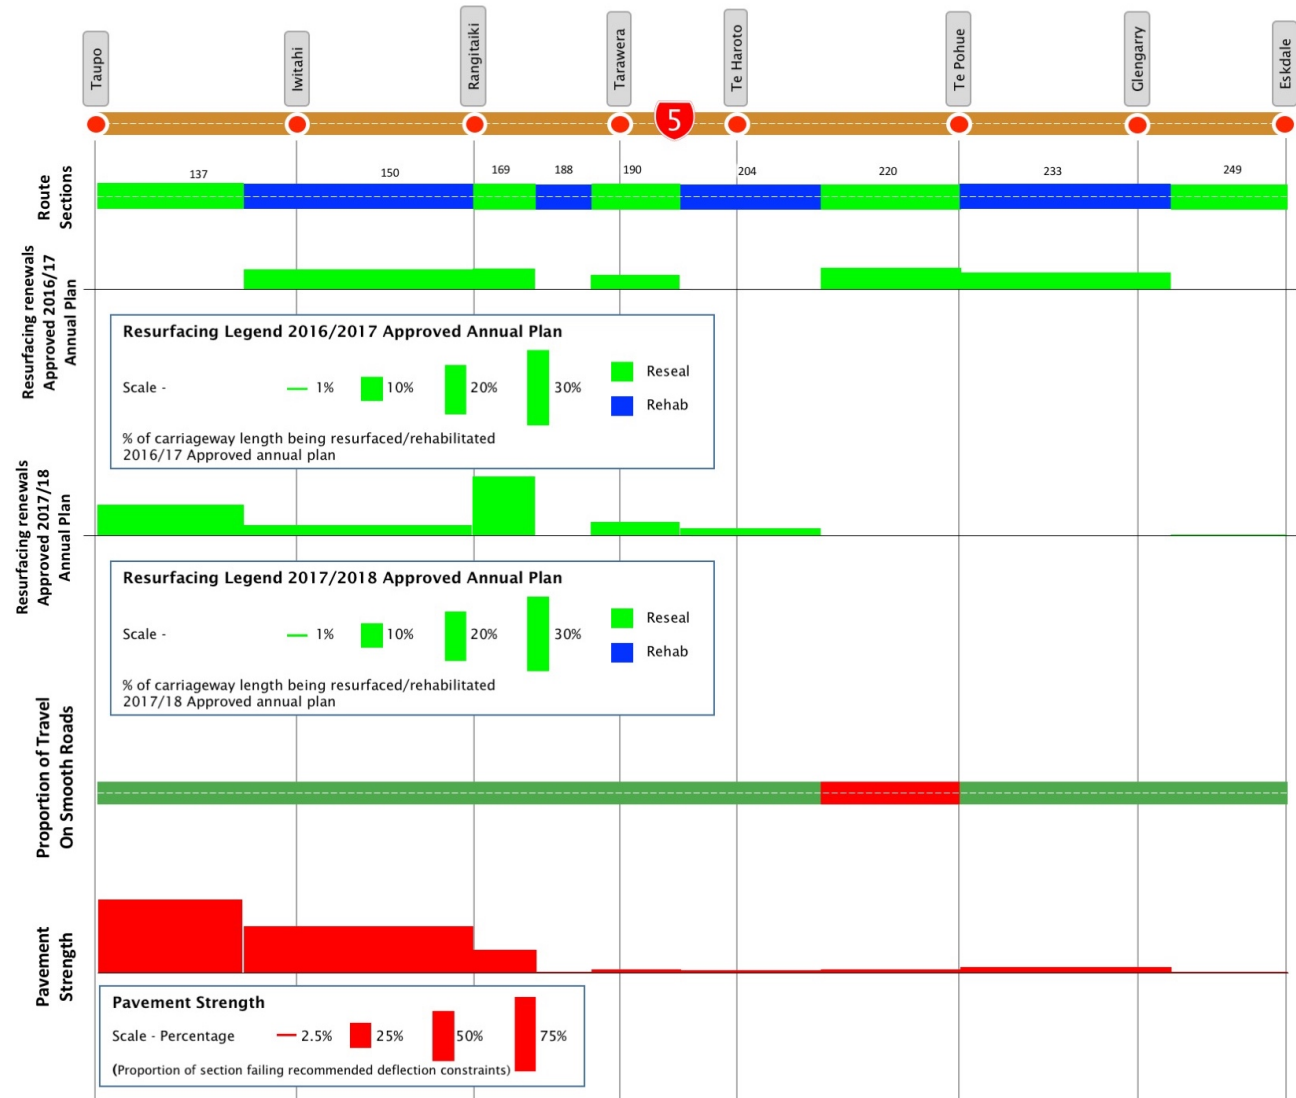 Taupo
Iwitahi
Rangitaiki
Tarawera
Te Haroto
Te Pohue
Glengarry
Eskdale
5
Route
Sections
137
150
169
188
190
204
220
233
249
Resurfacing renewals
Approved 2016/17
Annual Plan
Resurfacing Legend 2016/2017 Approved Annual Plan
Scale -
1%
10%
20%
30%
Reseal
Rehab
% of carriageway length being resurfaced/rehabilitated
2016/17 Approved annual plan
Resurfacing renewals
Approved 2017/18
Annual Plan
Resurfacing Legend 2017/2018 Approved Annual Plan
Scale -
1%
10%
20%
30%
Reseal
Rehab
% of carriageway length being resurfaced/rehabilitated
2017/18 Approved annual plan
Proportion of Travel
On Smooth Roads
Pavement
Strength
Pavement Strength
Scale - Percentage
2.5%
25%
50%
75%
(Proportion of section failing recommended deflection constraints)